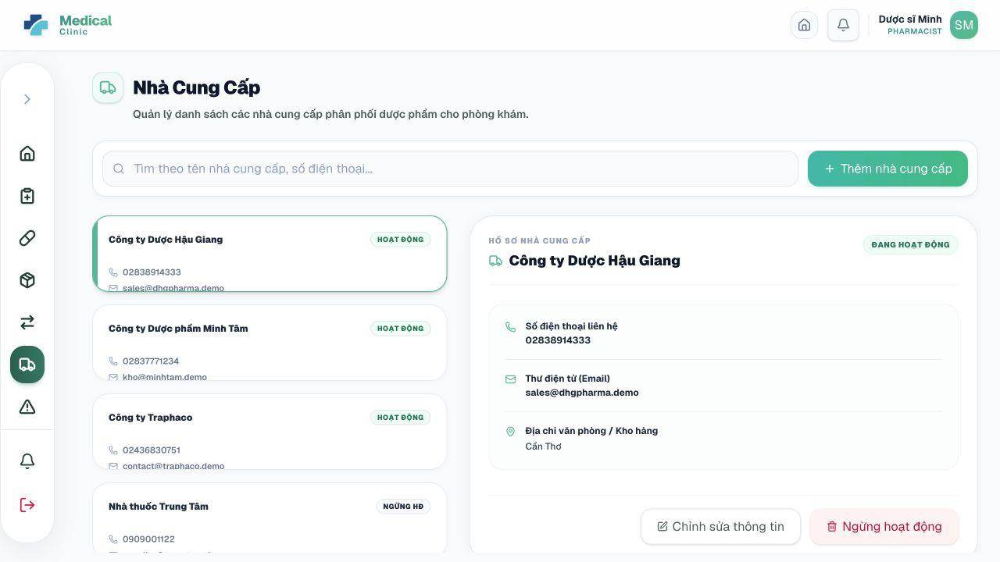 Medical
Clinic
Dược sĩ Minh
PHARMACIST
SM
Nhà Cung Cấp
Quản lý danh sách các nhà cung cấp phân phối dược phẩm cho phòng khám.
Tìm theo tên nhà cung cấp, số điện thoại...
Thêm nhà cung cấp
Công ty Dược Hậu Giang
HOẠT ĐỘNG
02838914333
sales@dhgpharma.demo
Công ty Dược phẩm Minh Tâm
HOẠT ĐỘNG
02837771234
kho@minhtam.demo
Công ty Traphaco
HOẠT ĐỘNG
02436830751
contact@traphaco.demo
Nhà thuốc Trung Tâm
NGỪNG HĐ
0909001122
HỒ SƠ NHÀ CUNG CẤP
Công ty Dược Hậu Giang
ĐANG HOẠT ĐỘNG
Số điện thoại liên hệ
02838914333
Thư điện tử (Email)
sales@dhgpharma.demo
Địa chỉ văn phòng / Kho hàng
Cần Thơ
Chỉnh sửa thông tin
Ngừng hoạt động